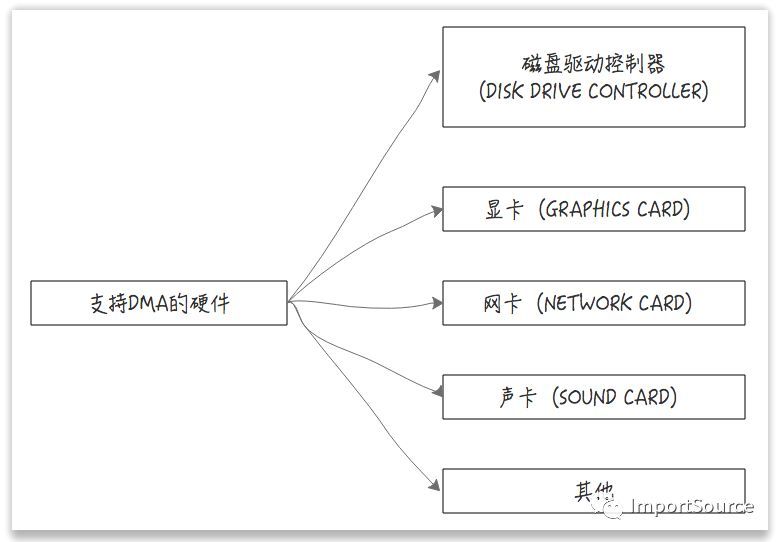 磁盘驱动控制器
(DISK DRIVE CONTROLLER)
显卡 (GRAPHICS CARD)
支持DMA的硬件
网卡 (NETWORK CARD)
声卡 (SOUND CARD)
其他
ImportSource